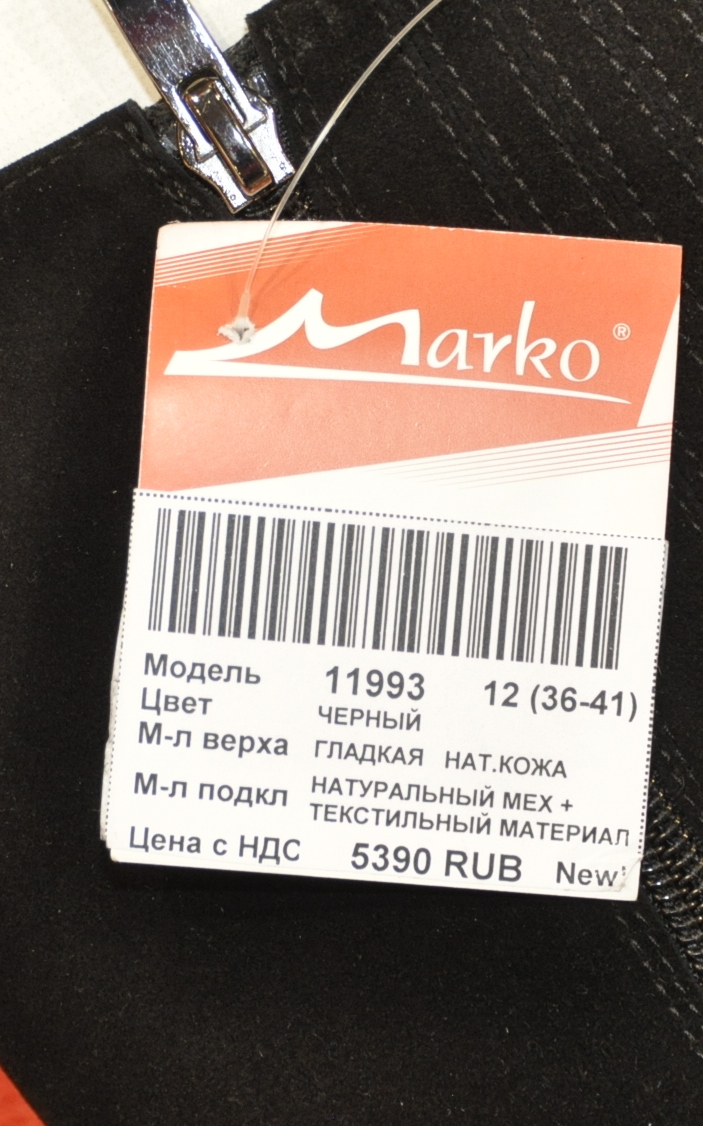 Marko®
Модель 11993 12 (36-41)
Цвет ЧЕРНЫЙ
М-л верха ГЛАДКАЯ НАТ.КОЖА
М-л подкл НАТУРАЛЬНЫЙ МЕХ +
ТЕКСТИЛЬНЫЙ МАТЕРИАЛ
Цена с НДС 5390 RUB New